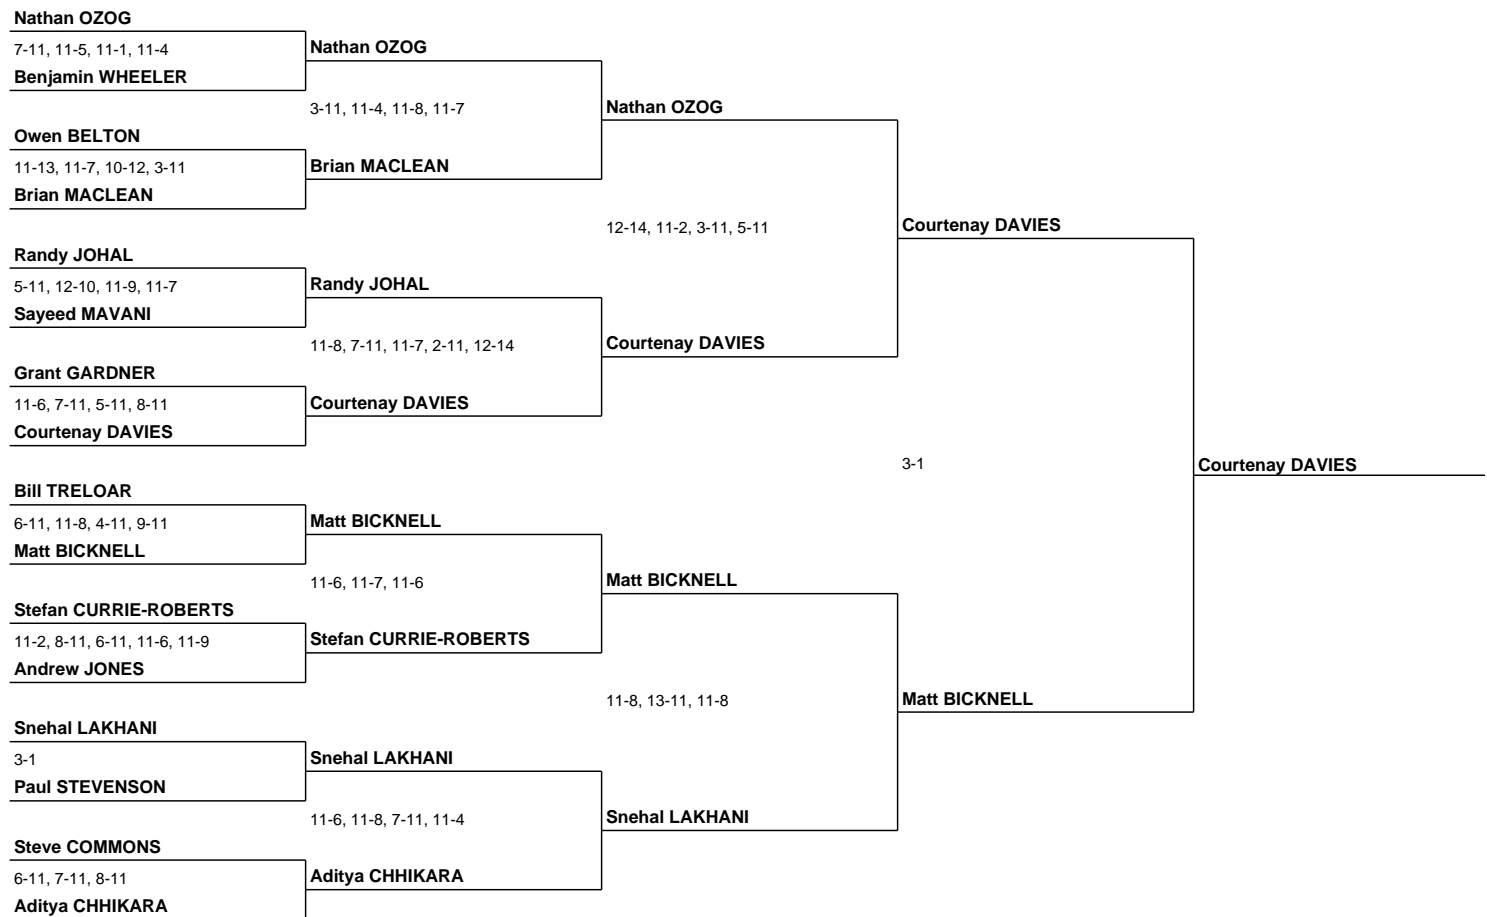 Nathan OZOG
7-11, 11-5, 11-1, 11-4
Benjamin WHEELER
Owen BELTON
11-13, 11-7, 10-12, 3-11
Brian MACLEAN
Randy JOHAL
5-11, 12-10, 11-9, 11-7
Sayeed MAVANI
Grant GARDNER
11-6, 7-11, 5-11, 8-11
Courtenay DAVIES
Bill TRELOAR
6-11, 11-8, 4-11, 9-11
Matt BICKNELL
Stefan CURRIE-ROBERTS
11-2, 8-11, 6-11, 11-6, 11-9
Andrew JONES
Snehal LAKHANI
3-1
Paul STEVENSON
Steve COMMONS
6-11, 7-11, 8-11
Aditya CHHIKARA
Nathan OZOG
3-11, 11-4, 11-8, 11-7
Brian MACLEAN
Randy JOHAL
11-8, 7-11, 11-7, 2-11, 12-14
Courtenay DAVIES
Matt BICKNELL
11-6, 11-7, 11-6
Stefan CURRIE-ROBERTS
Snehal LAKHANI
11-6, 11-8, 7-11, 11-4
Aditya CHHIKARA
Nathan OZOG
12-14, 11-2, 3-11, 5-11
Courtenay DAVIES
Matt BICKNELL
11-8, 13-11, 11-8
Snehal LAKHANI
Courtenay DAVIES
3-1
Matt BICKNELL
Courtenay DAVIES